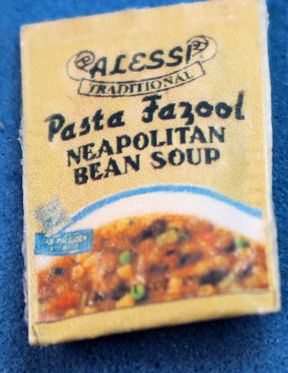 ALESSI
TRADITIONAL
Pasta Fazool
NEAPOLITAN
BEAN SOUP